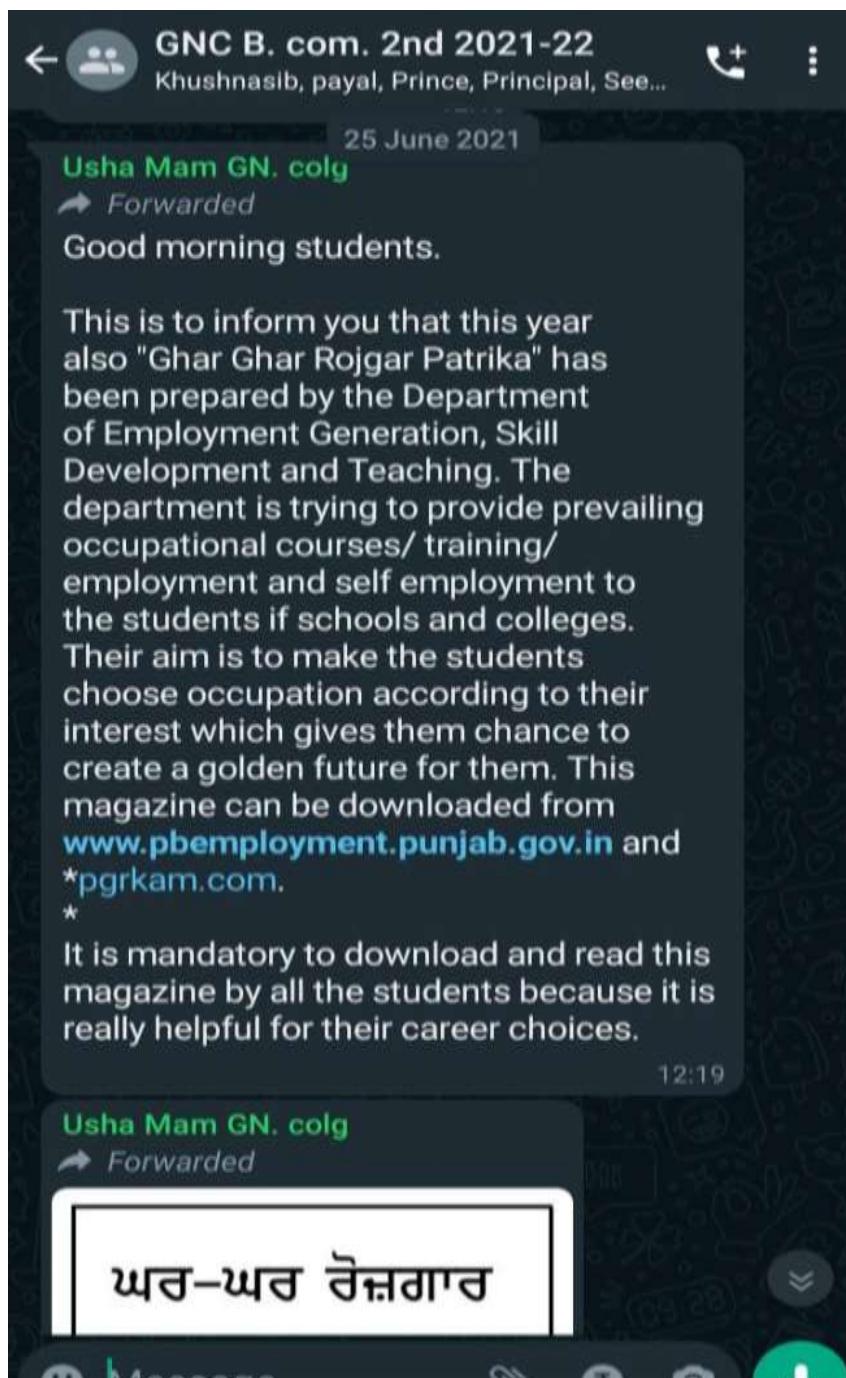 GNC B. com. 2nd 2021-22
Khushnasib, payal, Prince, Principal, See...
25 June 2021
Usha Mam GN. colg
Forwarded
Good morning students.
This is to inform you that this year
also "Ghar Ghar Rojgar Patrika" has
been prepared by the Department
of Employment Generation, Skill
Development and Teaching. The
department is trying to provide prevailing
occupational courses/ training/
employment and self employment to
the students if schools and colleges.
Their aim is to make the students
choose occupation according to their
interest which gives them chance to
create a golden future for them. This
magazine can be downloaded from
www.pbemployment.punjab.gov.in and
*pgrkam.com.
*
It is mandatory to download and read this
magazine by all the students because it is
really helpful for their career choices.
12:19
Usha Mam GN. colg
Forwarded
ਘਰ-ਘਰ ਰੋਜ਼ਗਾਰ